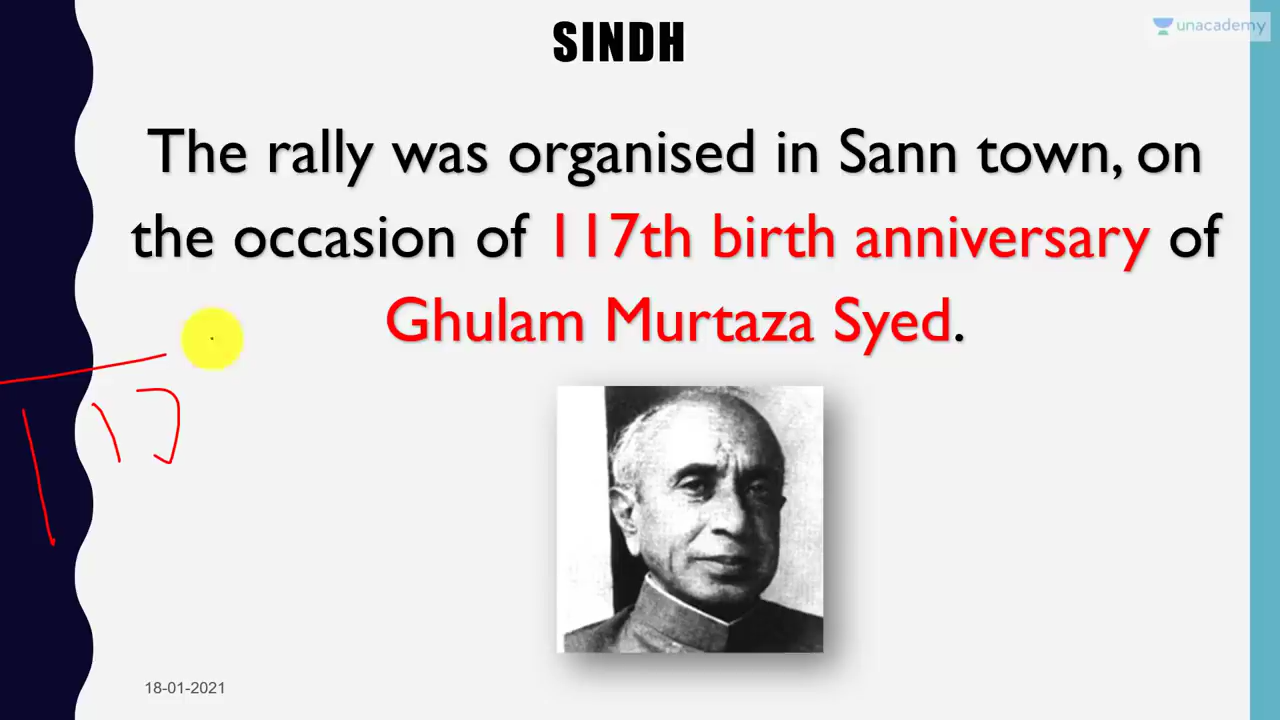 SINDH
unacademy
The rally was organised in Sann town, on
the occasion of 117th birth anniversary of
Ghulam Murtaza Syed.
117
18-01-2021